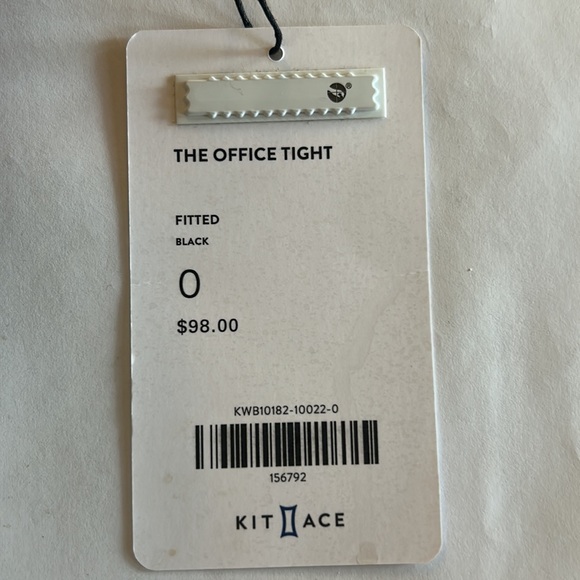 ®
THE OFFICE TIGHT
FITTED
BLACK
0
$98.00
KWB10182-10022-0
156792
KIT ACE